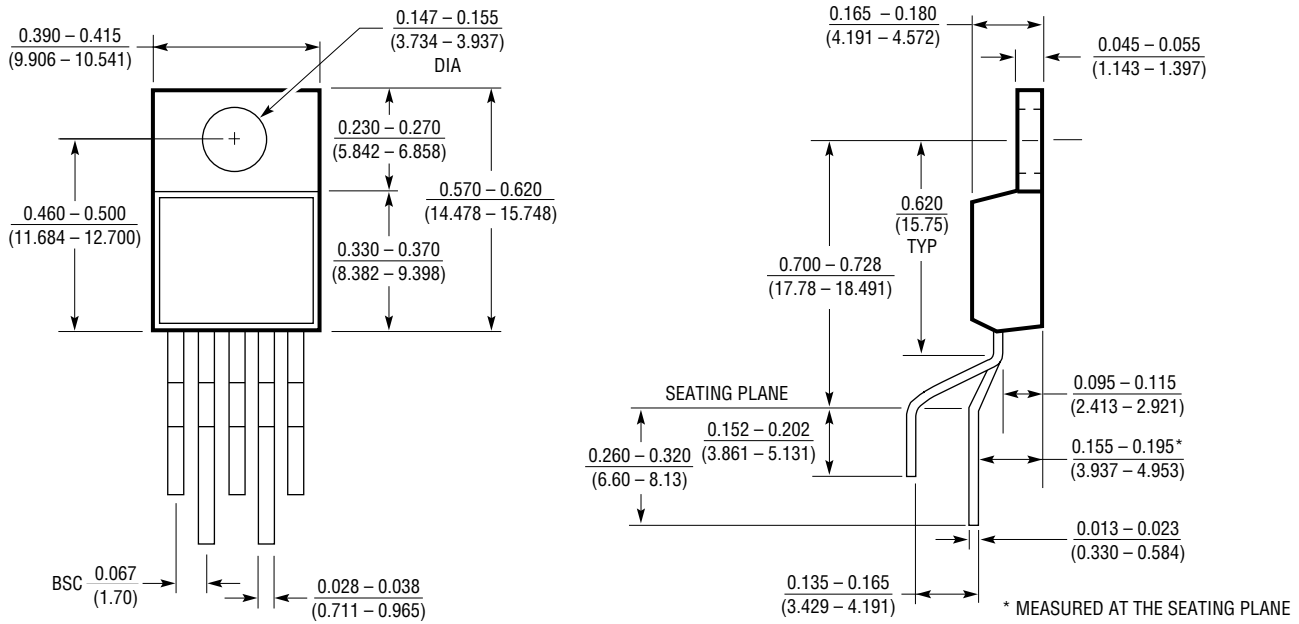 0.390 – 0.415
(9.906 – 10.541)
0.147 – 0.155
(3.734 – 3.937)
DIA
0.230 – 0.270
(5.842 – 6.858)
0.460 – 0.500
(11.684 – 12.700)
0.570 – 0.620
(14.478 – 15.748)
0.330 – 0.370
(8.382 – 9.398)
BSC
0.067
(1.70)
0.028 – 0.038
(0.711 – 0.965)
0.165 – 0.180
(4.191 – 4.572)
0.045 – 0.055
(1.143 – 1.397)
0.620
(15.75)
TYP
0.700 – 0.728
(17.78 – 18.491)
SEATING PLANE
0.152 – 0.202
(3.861 – 5.131)
0.260 – 0.320
(6.60 – 8.13)
0.095 – 0.115
(2.413 – 2.921)
0.155 – 0.195*
(3.937 – 4.953)
0.013 – 0.023
(0.330 – 0.584)
0.135 – 0.165
(3.429 – 4.191)
* MEASURED AT THE SEATING PLANE